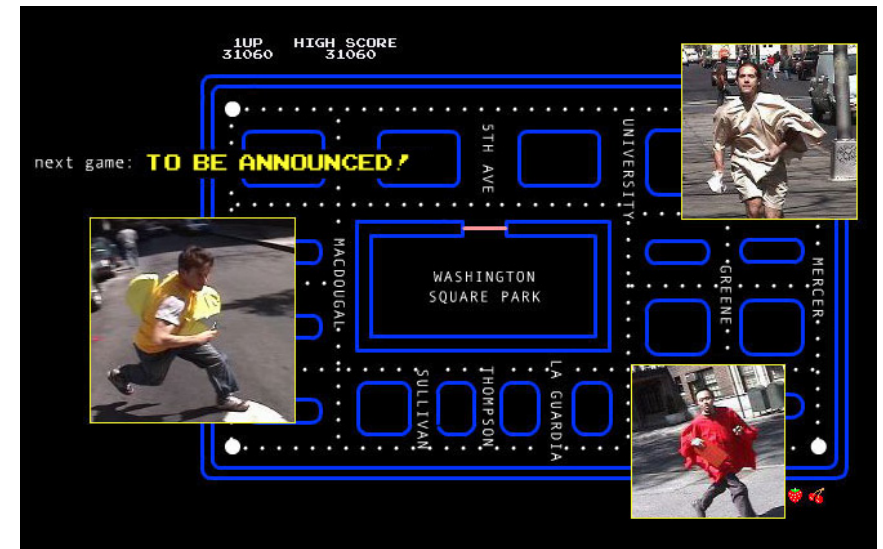 1UP HIGH SCORE
31060 31060
next game: TO BE ANNOUNCED!
5TH AVE
UNIVERSITY
MACDOUGAL
WASHINGTON
SQUARE PARK
GREENE
MERCER
SULLIVAN
THOMPSON
LA GUARDIA